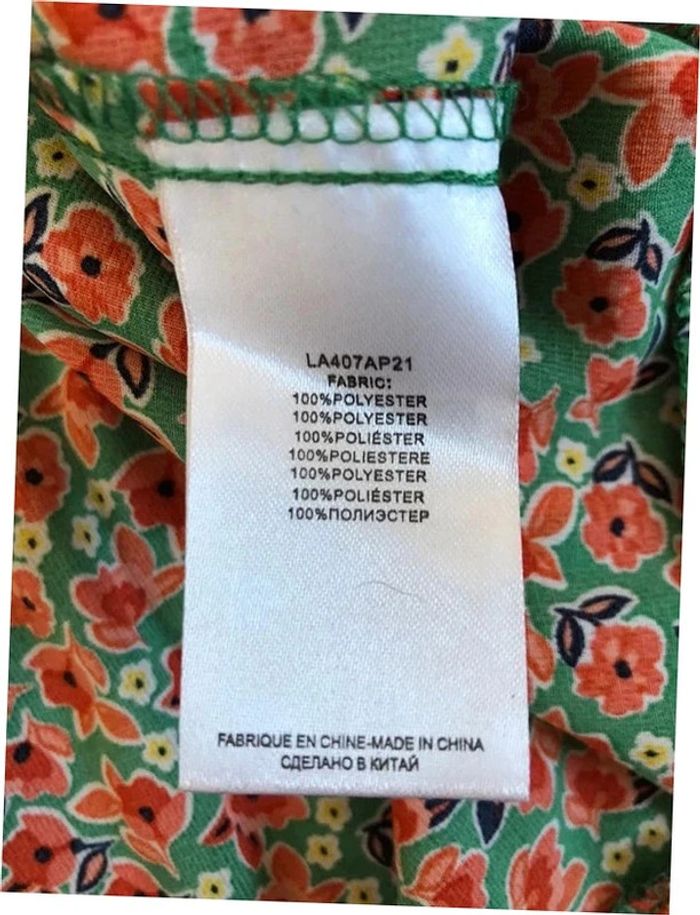 LA407AP21
FABRIC:
100%POLYESTER
100%POLYESTER
100%POLIÉSTER
100%POLIESTERE
100%POLYESTER
100%POLIÉSTER
100%ПОЛИЭСТЕР
FABRIQUE EN CHINE-MADE IN CHINA
СДЕЛАНО В КИТАЙ